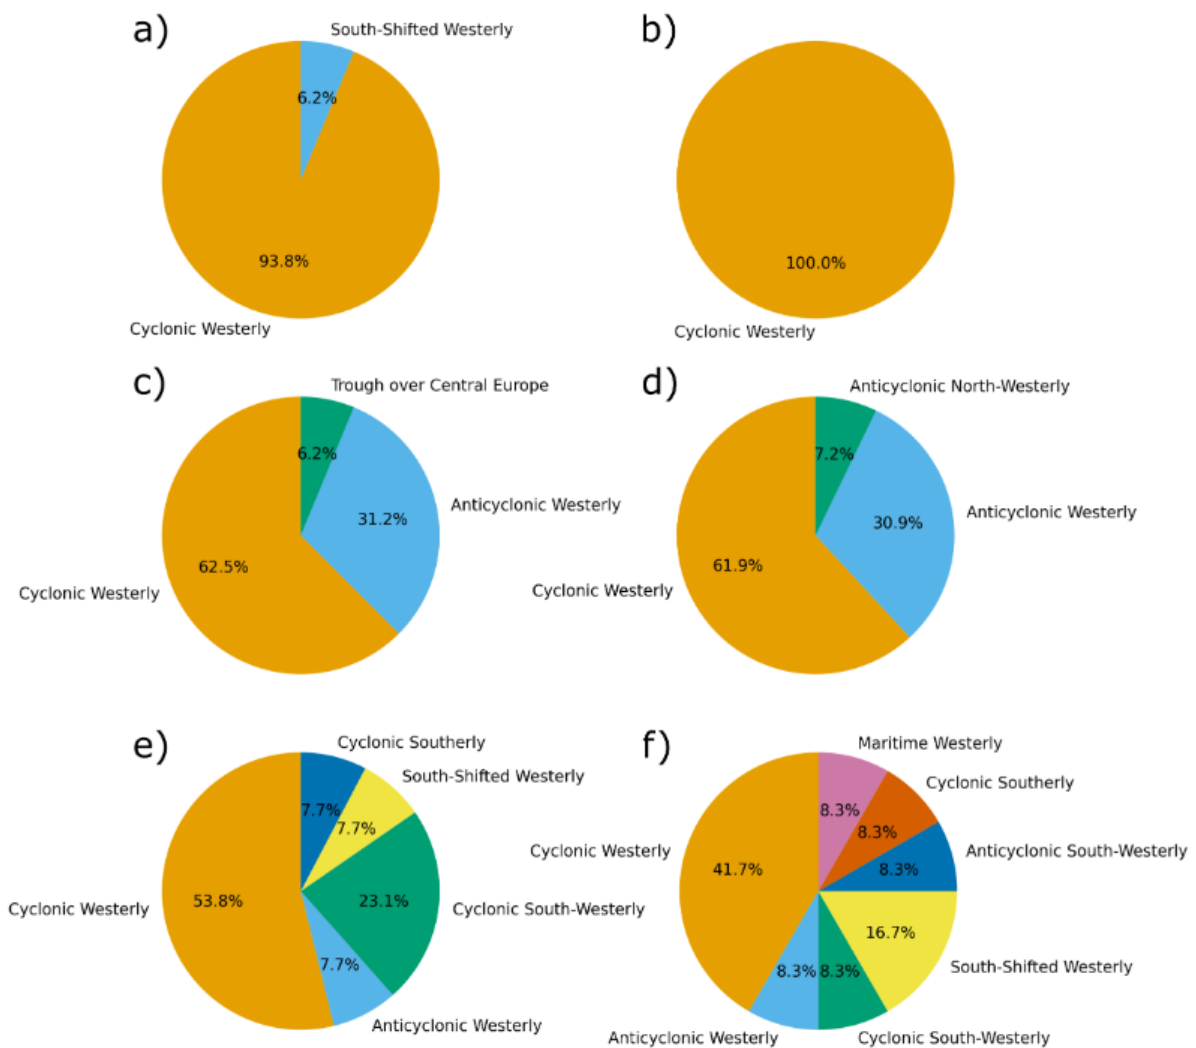 a)
South-Shifted Westerly
6.2%
93.8%
Cyclonic Westerly
b)
100.0%
Cyclonic Westerly
c)
Trough over Central Europe
6.2%
Anticyclonic Westerly
31.2%
62.5%
Cyclonic Westerly
d)
Anticyclonic North-Westerly
7.2%
Anticyclonic Westerly
30.9%
61.9%
Cyclonic Westerly
e)
Cyclonic Southerly
South-Shifted Westerly
7.7%
7.7%
53.8%
23.1%
Cyclonic Westerly
Cyclonic South-Westerly
7.7%
Anticyclonic Westerly
f)
Maritime Westerly
Cyclonic Southerly
8.3%
8.3%
Cyclonic Westerly
Anticyclonic South-Westerly
41.7%
8.3%
16.7%
South-Shifted Westerly
8.3%
8.3%
Anticyclonic Westerly
Cyclonic South-Westerly